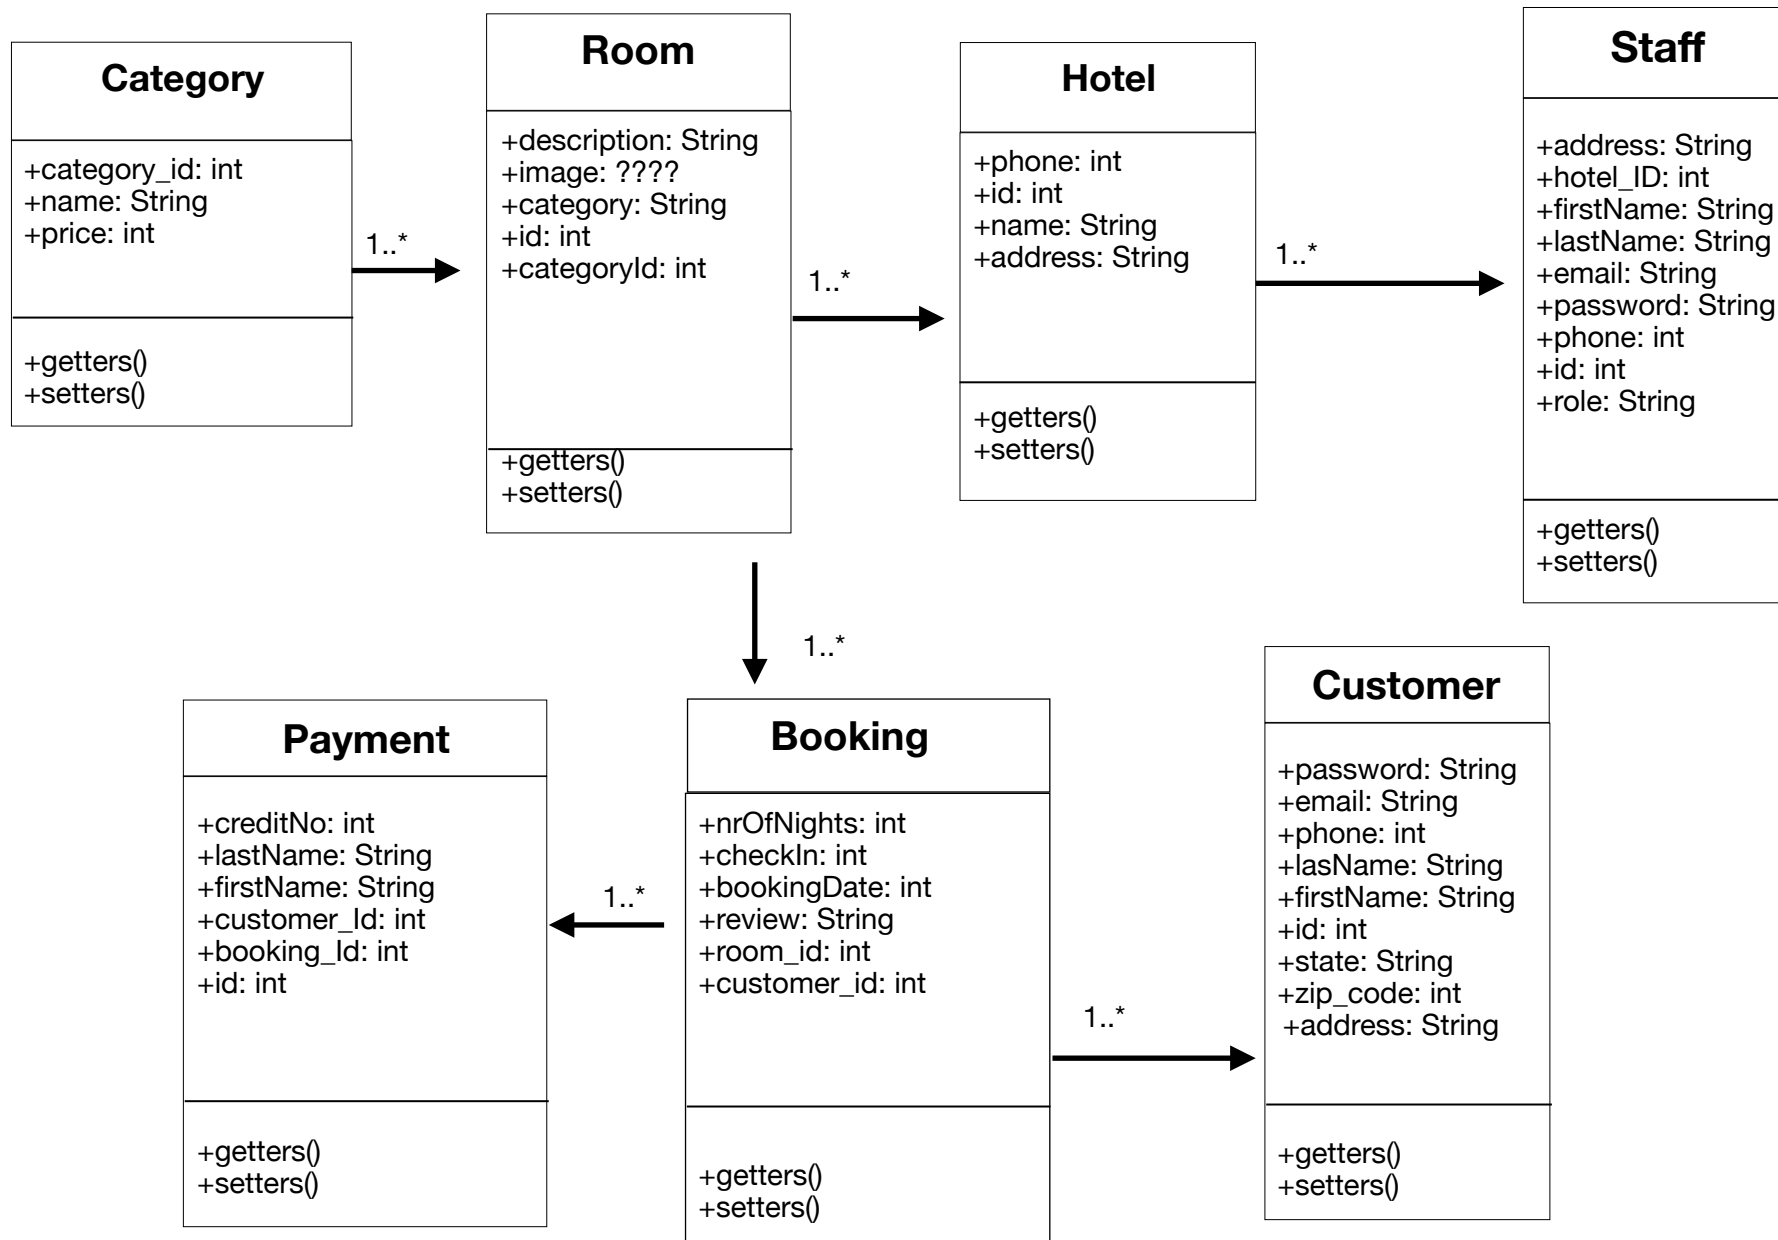 Category
+category_id: int
+name: String
+price: int
+getters()
+setters()
1..*
Room
+description: String
+image: ????
+category: String
+id: int
+categoryId: int
+getters()
+setters()
1..*
Hotel
+phone: int
+id: int
+name: String
+address: String
+getters()
+setters()
1..*
Staff
+address: String
+hotel_ID: int
+firstName: String
+lastName: String
+email: String
+password: String
+phone: int
+id: int
+role: String
+getters()
+setters()
1..*
Payment
+creditNo: int
+lastName: String
+firstName: String
+customer_Id: int
+booking_Id: int
+id: int
+getters()
+setters()
1..*
Booking
+nrOfNights: int
+checkIn: int
+bookingDate: int
+review: String
+room_id: int
+customer_id: int
+getters()
+setters()
1..*
Customer
+password: String
+email: String
+phone: int
+lasName: String
+firstName: String
+id: int
+state: String
+zip_code: int
+address: String
+getters()
+setters()